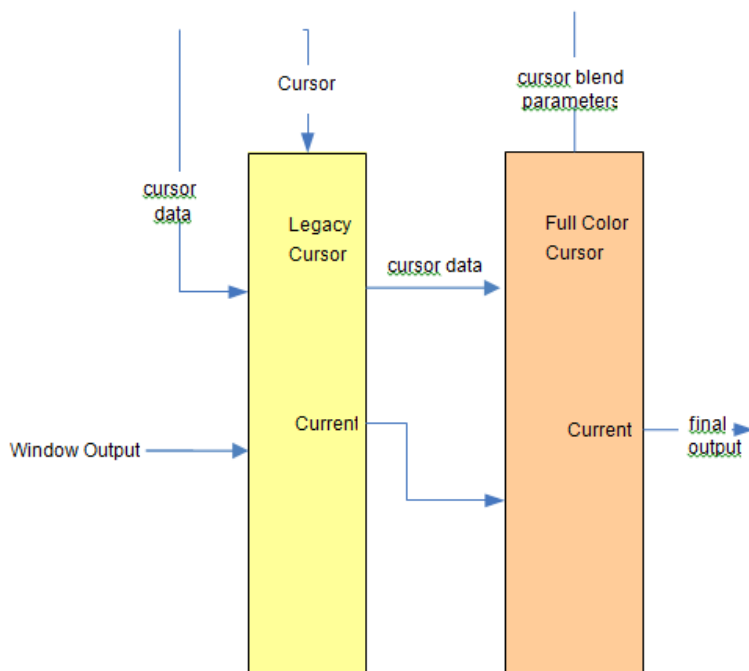 Cursor
cursor blend
parameters
cursor
data
Legacy
Cursor
cursor data
Full Color
Cursor
Window Output
Current
Current
final
output